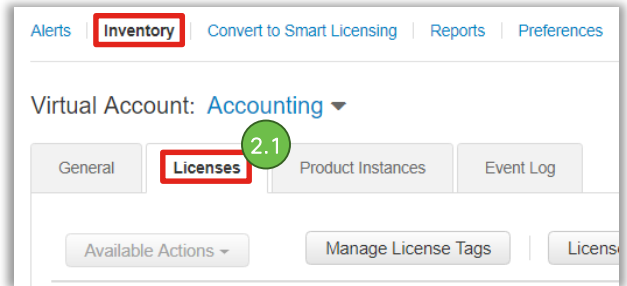 Alerts Inventory Convert to Smart Licensing Reports Preferences
Virtual Account: Accounting
2.1
General Licenses Product Instances Event Log
Available Actions Manage License Tags